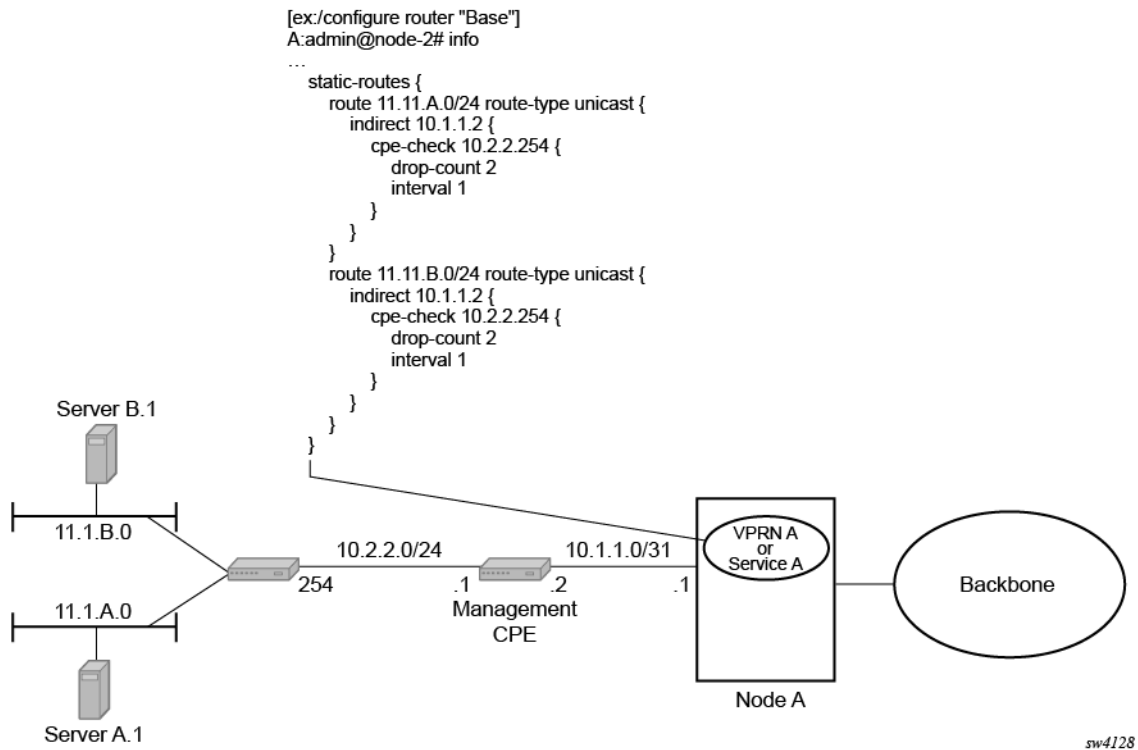 [ex:/configure router "Base"]
A:admin@node-2# info
...
static-routes {
route 11.11.A.0/24 route-type unicast {
indirect 10.1.1.2 {
cpe-check 10.2.2.254 {
drop-count 2
interval 1
}
}
}
route 11.11.B.0/24 route-type unicast {
indirect 10.1.1.2 {
cpe-check 10.2.2.254 {
drop-count 2
interval 1
}
}
}
}
Server B.1
11.1.B.0
10.2.2.0/24
10.1.1.0/31
VPRN A
or
Service A
Backbone
254
.1
.2
.1
Management
CPE
11.1.A.0
Node A
Server A.1
sw4128